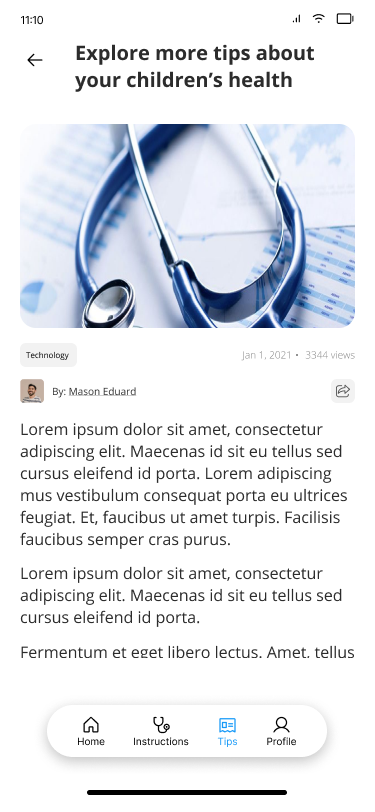 11:10
Explore more tips about
your children’s health
Technology
Jan 1, 2021 • 3344 views
By: Mason Eduard
Lorem ipsum dolor sit amet, consectetur
adipiscing elit. Maecenas id sit eu tellus sed
cursus eleifend id porta. Lorem adipiscing
mus vestibulum consequat porta eu ultrices
feugiat. Et, faucibus ut amet turpis. Facilisis
faucibus semper cras purus.
Lorem ipsum dolor sit amet, consectetur
adipiscing elit. Maecenas id sit eu tellus sed
cursus eleifend id porta.
Fermentum et eget libero lectus. Amet, tellus
Home
Instructions
Tips
Profile